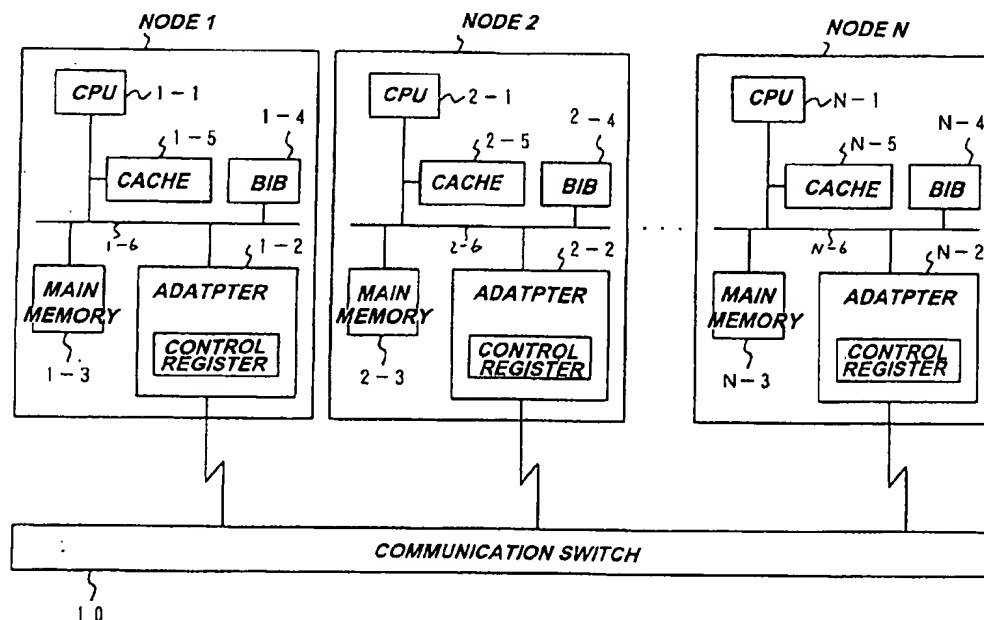 NODE 1
CPU
1-1
1-4
1-5
CACHE
BIB
1-6
1-2
MAIN
MEMORY
ADATPTER
CONTROL
REGISTER
1-3
NODE 2
CPU
2-1
2-4
2-5
CACHE
BIB
2-6
2-2
MAIN
MEMORY
ADATPTER
CONTROL
REGISTER
2-3
. . . .
NODE N
CPU
N-1
N-4
N-5
CACHE
BIB
N-6
N-2
MAIN
MEMORY
ADATPTER
CONTROL
REGISTER
N-3
COMMUNICATION SWITCH
10